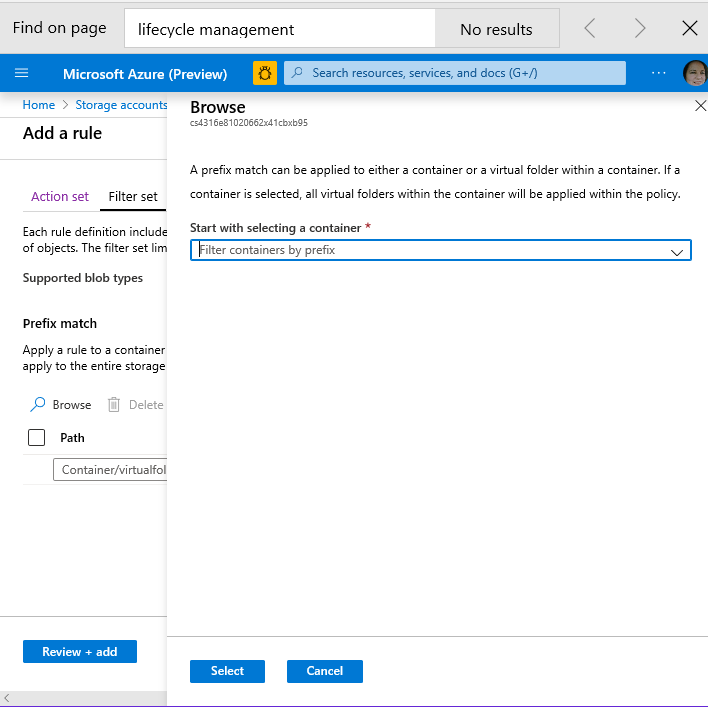 Find on page lifecycle management No results
Microsoft Azure (Preview) Search resources, services, and docs (G+/) ...
Home > Storage accounts
Add a rule
Action set Filter set
Each rule definition include
of objects. The filter set lim
Supported blob types
Prefix match
Apply a rule to a container
apply to the entire storage
Browse Delete
Path
Container/virtualfol
Review + add
Browse
cs4316e81020662x41cbxb95
A prefix match can be applied to either a container or a virtual folder within a container. If a
container is selected, all virtual folders within the container will be applied within the policy.
Start with selecting a container *
Filter containers by prefix
Select Cancel